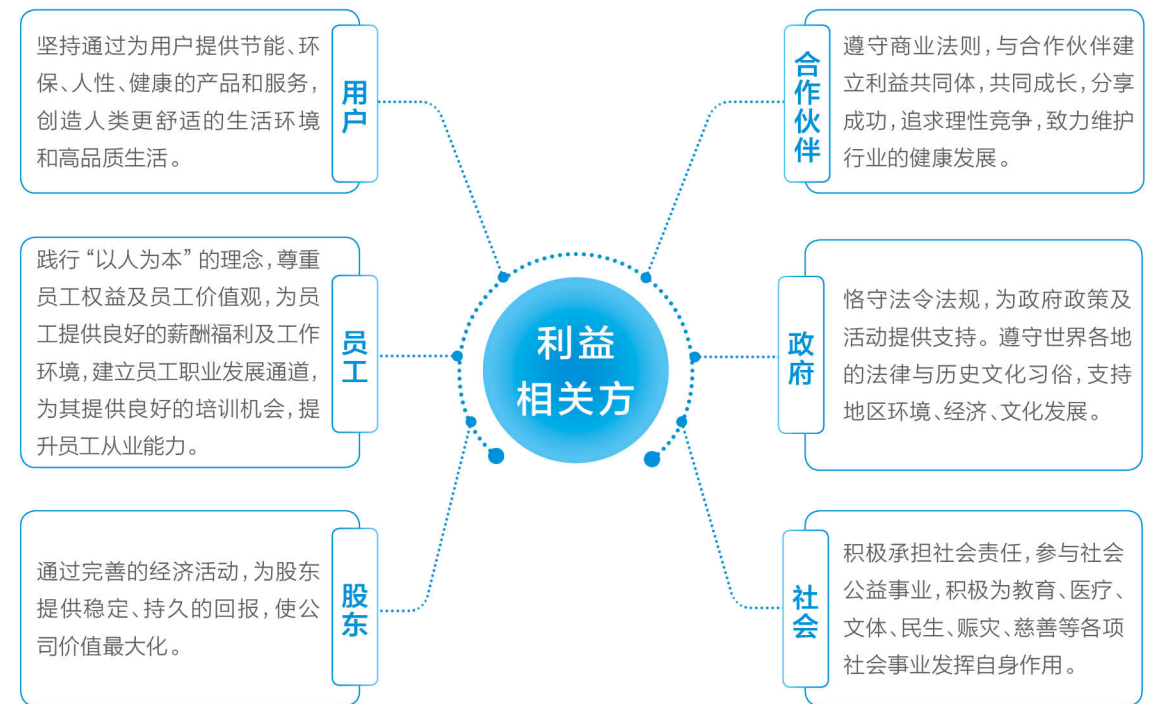 坚持通过为用户提供节能、环
保、人性、健康的产品和服务，
创造人类更舒适的生活环境
和高品质生活。
用户
践行“以人为本”的理念，尊重
员工权益及员工价值观，为员
工提供良好的薪酬福利及工作
环境，建立员工职业发展通道，
为其提供良好的培训机会，提
升员工从业能力。
员工
通过完善的经济活动，为股东
提供稳定、持久的回报，使公
司价值最大化。
股东
利益
相关方
合作伙伴
遵守商业法则，与合作伙伴建
立利益共同体，共同成长，分享
成功，追求理性竞争，致力维护
行业的健康发展。
政府
恪守法令法规，为政府政策及
活动提供支持。遵守世界各地
的法律与历史文化习俗，支持
地区环境、经济、文化发展。
社会
积极承担社会责任，参与社会
公益事业，积极为教育、医疗、
文体、民生、赈灾、慈善等各项
社会事业发挥自身作用。